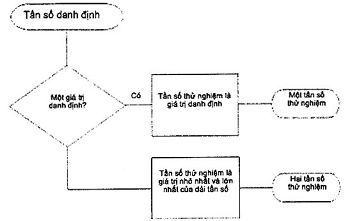 Tần số danh định
Một giá trị
danh định?
Có
Tần số thử nghiệm là
giá trị danh định
Một tần số
thử nghiệm
Tần số thử nghiệm là
giá trị nhỏ nhất và lớn
nhất của dải tần số
Hai tần số
thử nghiệm